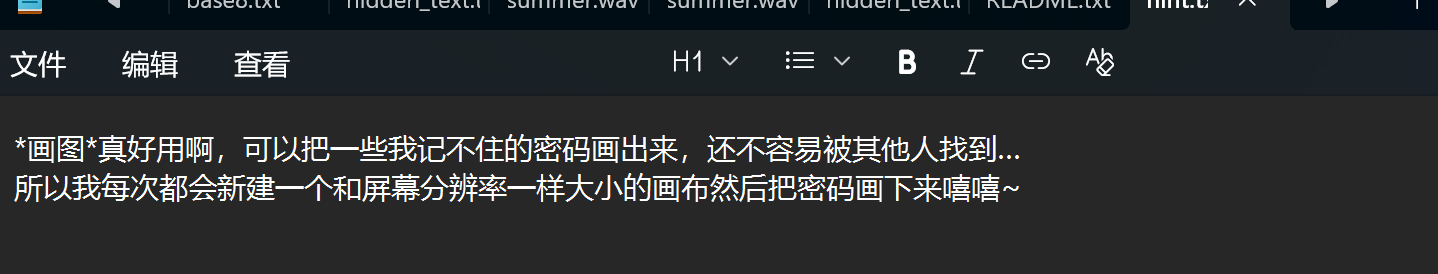 base8.txt hidden_text.t summer.wav summer.wav hidden_text.t README.txt hint.tx
文件 编辑 查看 H1 B I
*画图*真好用啊，可以把一些我记不住的密码画出来，还不容易被其他人找到...
所以我每次都会新建一个和屏幕分辨率一样大小的画布然后把密码画下来嘻嘻~